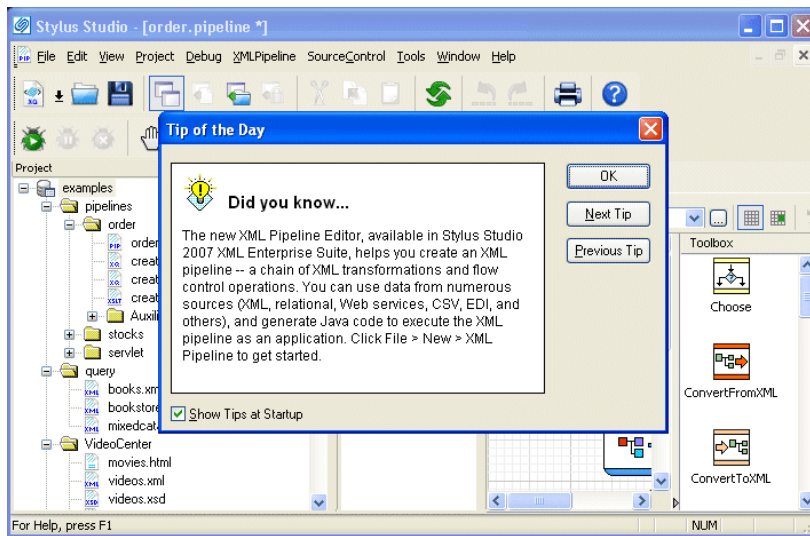 Stylus Studio - [order.pipeline *]
File Edit View Project Debug XMLPipeline SourceControl Tools Window Help
Tip of the Day
Project
examples
pipelines
order
order
creat
creat
creat
Auxili
stocks
servlet
query
books.xm
bookstore
mixedcat
VideoCenter
movies.html
videos.xml
videos.xsd
Did you know...
The new XML Pipeline Editor, available in Stylus Studio
2007 XML Enterprise Suite, helps you create an XML
pipeline -- a chain of XML transformations and flow
control operations. You can use data from numerous
sources (XML, relational, Web services, CSV, EDI, and
others), and generate Java code to execute the XML
pipeline as an application. Click File > New > XML
Pipeline to get started.
Show Tips at Startup
OK
Next Tip
Previous Tip
Toolbox
Choose
ConvertFromXML
ConvertToXML
For Help, press F1
NUM